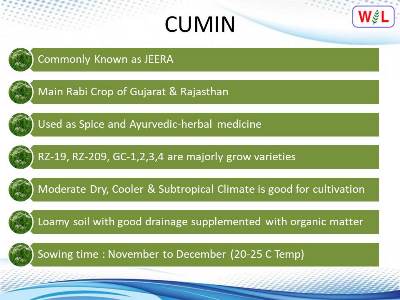 CUMIN
W L
Commonly Known as JEERA
Main Rabi Crop of Gujarat & Rajasthan
Used as Spice and Ayurvedic-herbal medicine
RZ-19, RZ-209, GC-1,2,3,4 are majorly grow varieties
Moderate Dry, Cooler & Subtropical Climate is good for cultivation
Loamy soil with good drainage supplemented with organic matter
Sowing time : November to December (20-25 C Temp)